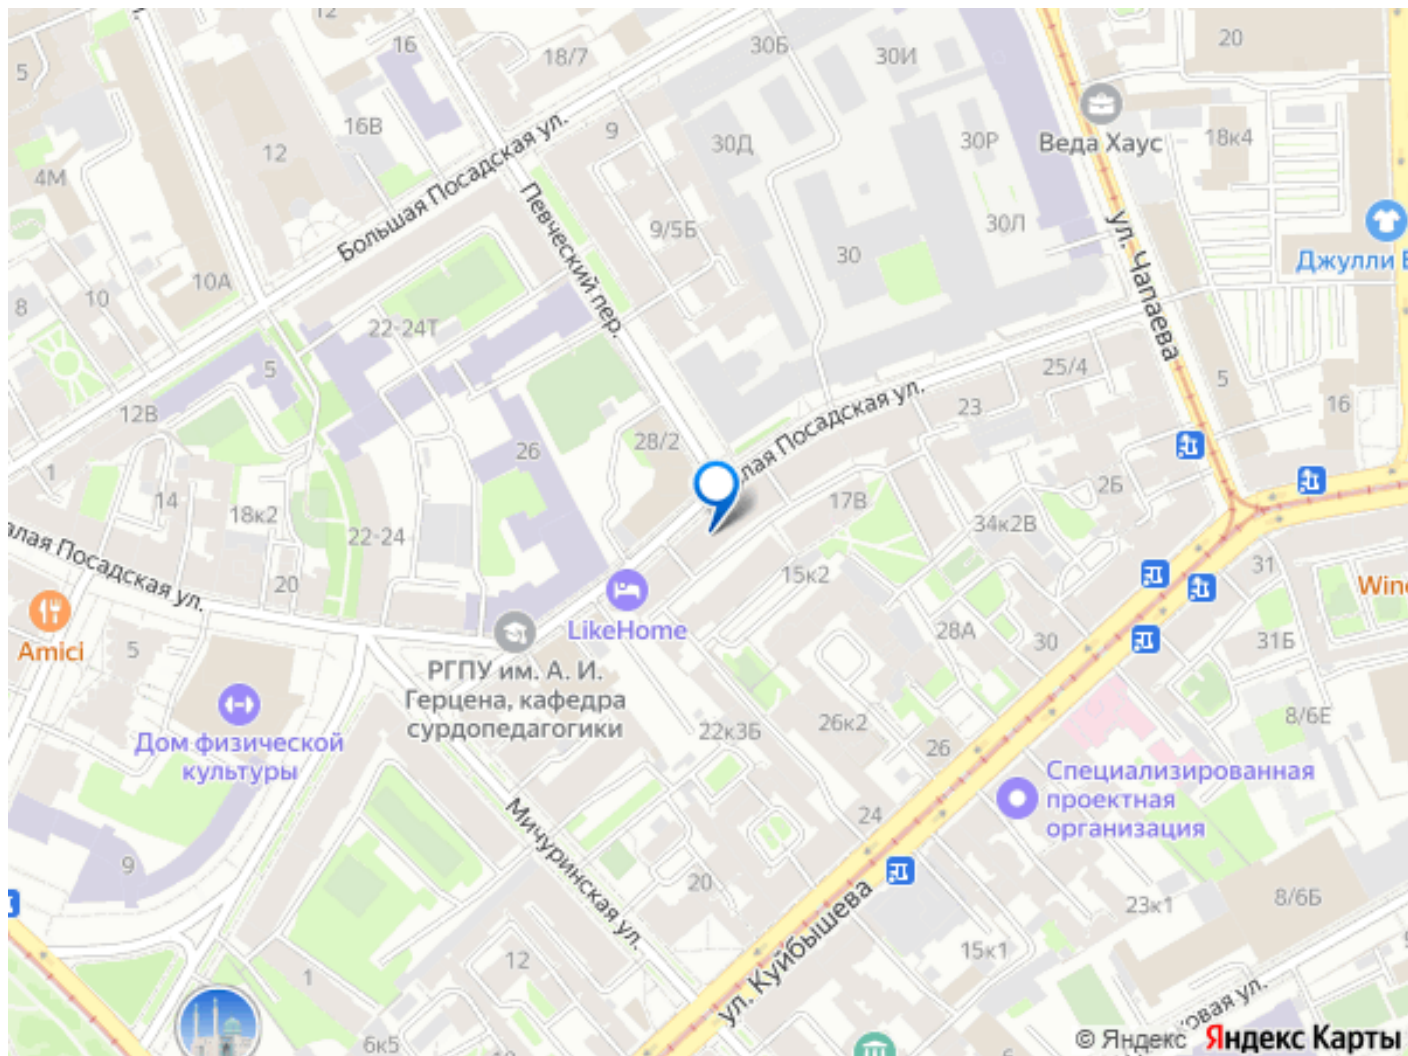 12
16
18/7
30Б
30И
20
5
Веда Хаус
16В
9
30Д
30Р
18к4
12
4М
Большая Посадская ул.
Певческий пер.
9/5Б
30Л
ул. Чапаева
Джулли
10А
30
10
8
22-24Т
5
25/4
5
12В
23
16
Малая Посадская ул.
28/2
26
1
14
18к2
22-24
17В
2Б
34к2В
алая Посадская ул.
20
15к2
31
Amici
5
LikeHome
28А
30
31Б
РГПУ им. А. И.
Герцена, кафедра
сурдопедагогики
Дом физической
культуры
22к3Б
26к2
26
8/6Е
Специализированная
проектная
организация
Мичуринская ул.
24
9
20
ул. Куйбышева
23к1
8/6Б
12
15к1
1
6к5
© Яндекс Яндекс Карты